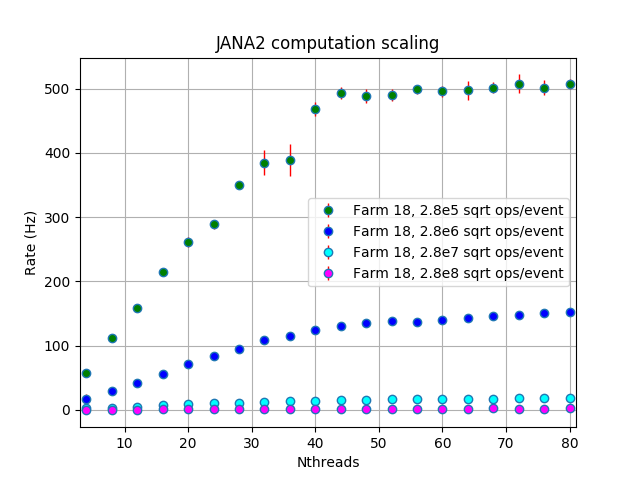 JANA2 computation scaling
Rate (Hz)
500
400
300
200
100
0
Farm 18, 2.8e5 sqrt ops/event
Farm 18, 2.8e6 sqrt ops/event
Farm 18, 2.8e7 sqrt ops/event
Farm 18, 2.8e8 sqrt ops/event
10 20 30 40 50 60 70 80
Nthreads